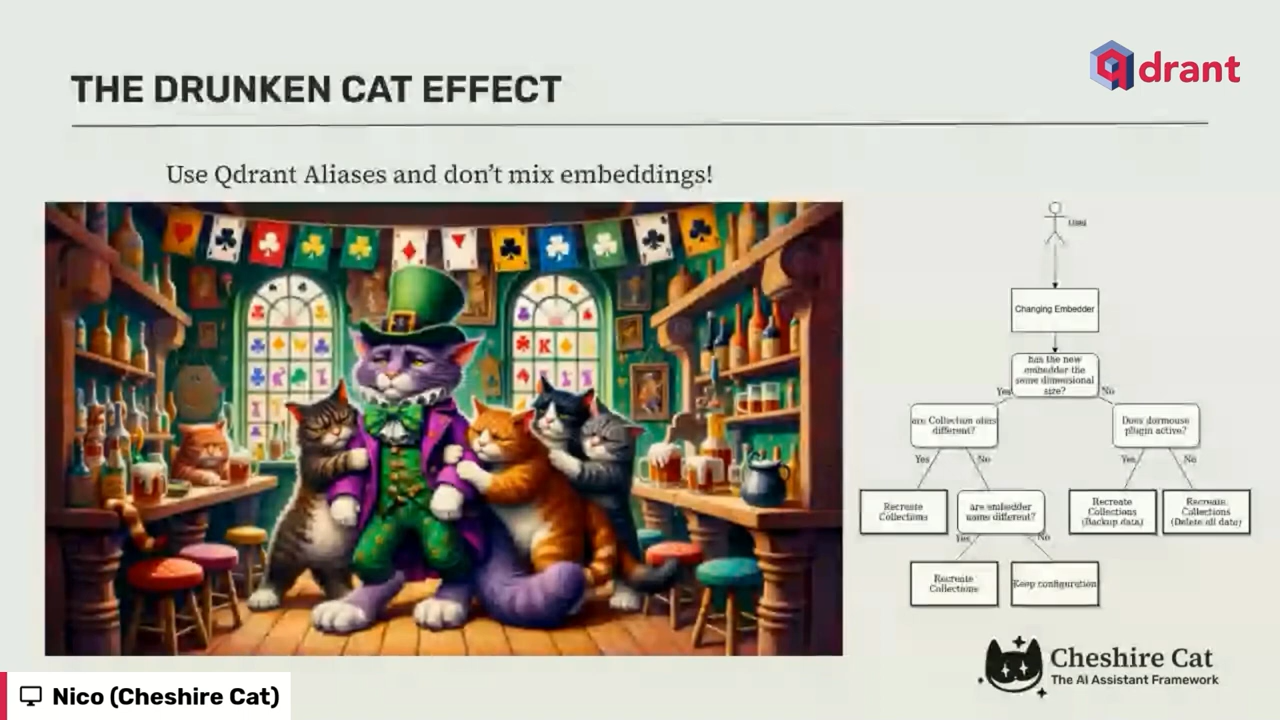 THE DRUNKEN CAT EFFECT
qdrant
Use Qdrant Aliases and don't mix embeddings!
User
Changing Embedder
has the new
embedder the
same dimensional
size?
Yes
No
are Collection alias
different?
Does dormouse
plugin active?
Yes
No
Yes
No
Recreate
Collections
are embedder
name different?
Recreate
Collections
(Backup data)
Recreate
Collections
(Delete all data)
Yes
No
Recreate
Collections
Keep configuration
K
Cheshire Cat
The AI Assistant Framework
Nico (Cheshire Cat)